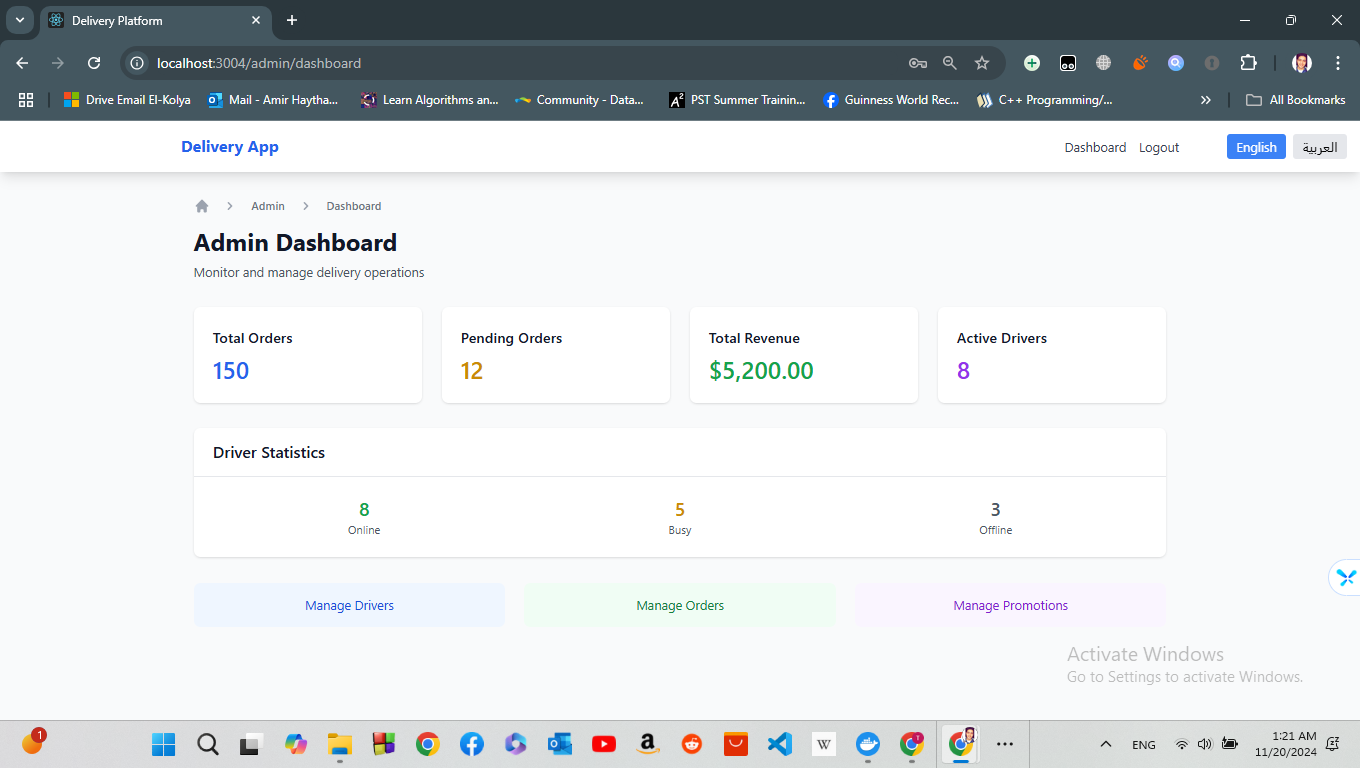 Delivery Platform
localhost:3004/admin/dashboard
Drive Email El-Kolya
Mail - Amir Haytha...
Learn Algorithms an...
Community - Data...
PST Summer Trainin...
Guinness World Rec...
C++ Programming/...
All Bookmarks
Delivery App
Dashboard
Logout
English
العربية
Admin
Dashboard
Admin Dashboard
Monitor and manage delivery operations
Total Orders
150
Pending Orders
12
Total Revenue
$5,200.00
Active Drivers
8
Driver Statistics
8
Online
5
Busy
3
Offline
Manage Drivers
Manage Orders
Manage Promotions
Activate Windows
Go to Settings to activate Windows.
1
W
1
ENG
1:21 AM
11/20/2024